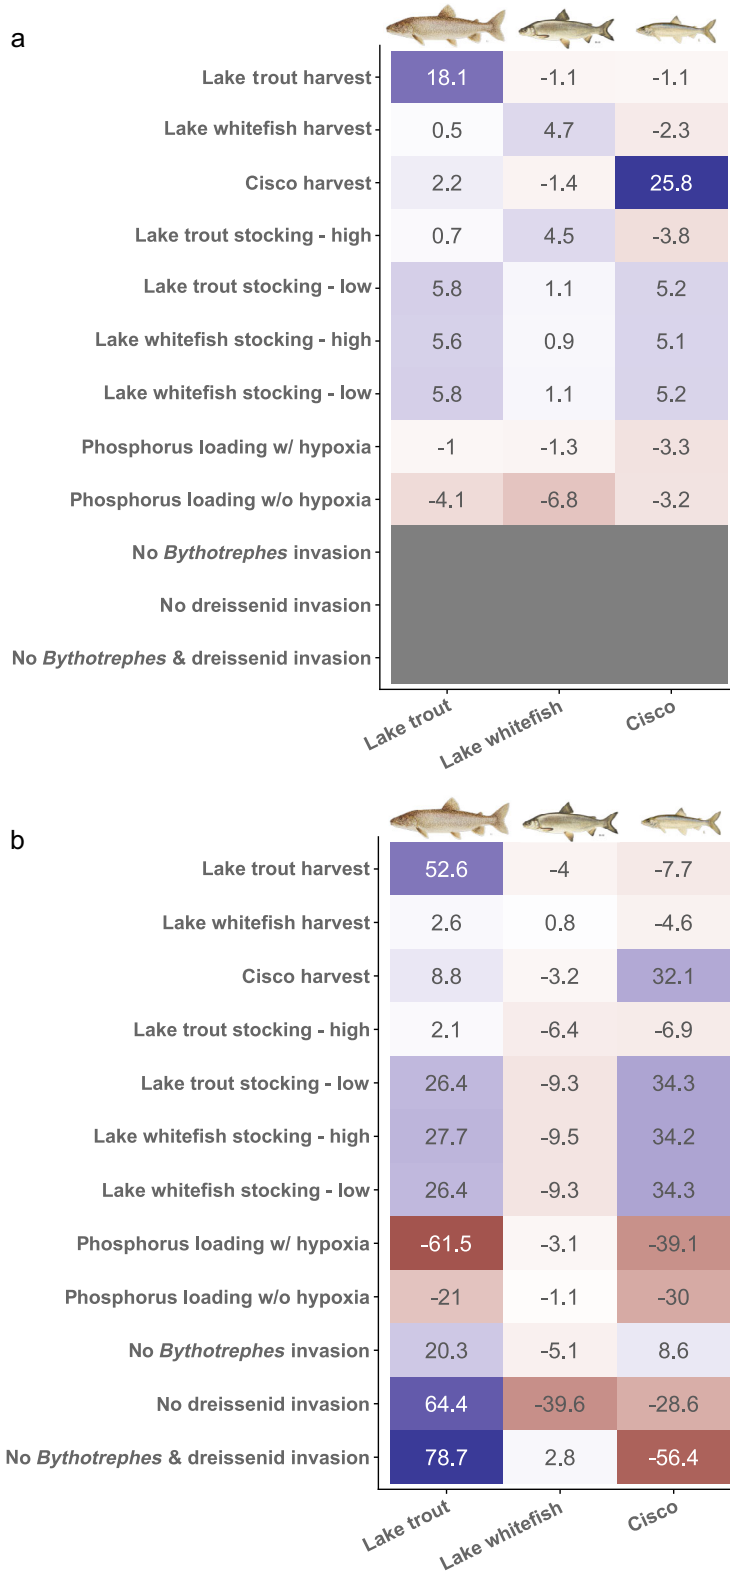 a
Lake trout harvest 18.1 -1.1 -1.1
Lake whitefish harvest 0.5 4.7 -2.3
Cisco harvest 2.2 -1.4 25.8
Lake trout stocking - high 0.7 4.5 -3.8
Lake trout stocking - low 5.8 1.1 5.2
Lake whitefish stocking - high 5.6 0.9 5.1
Lake whitefish stocking - low 5.8 1.1 5.2
Phosphorus loading w/ hypoxia -1 -1.3 -3.3
Phosphorus loading w/o hypoxia -4.1 -6.8 -3.2
No Bythotrephes invasion
No dreissenid invasion
No Bythotrephes & dreissenid invasion
Lake trout Lake whitefish Cisco
b
Lake trout harvest 52.6 -4 -7.7
Lake whitefish harvest 2.6 0.8 -4.6
Cisco harvest 8.8 -3.2 32.1
Lake trout stocking - high 2.1 -6.4 -6.9
Lake trout stocking - low 26.4 -9.3 34.3
Lake whitefish stocking - high 27.7 -9.5 34.2
Lake whitefish stocking - low 26.4 -9.3 34.3
Phosphorus loading w/ hypoxia -61.5 -3.1 -39.1
Phosphorus loading w/o hypoxia -21 -1.1 -30
No Bythotrephes invasion 20.3 -5.1 8.6
No dreissenid invasion 64.4 -39.6 -28.6
No Bythotrephes & dreissenid invasion 78.7 2.8 -56.4
Lake trout Lake whitefish Cisco